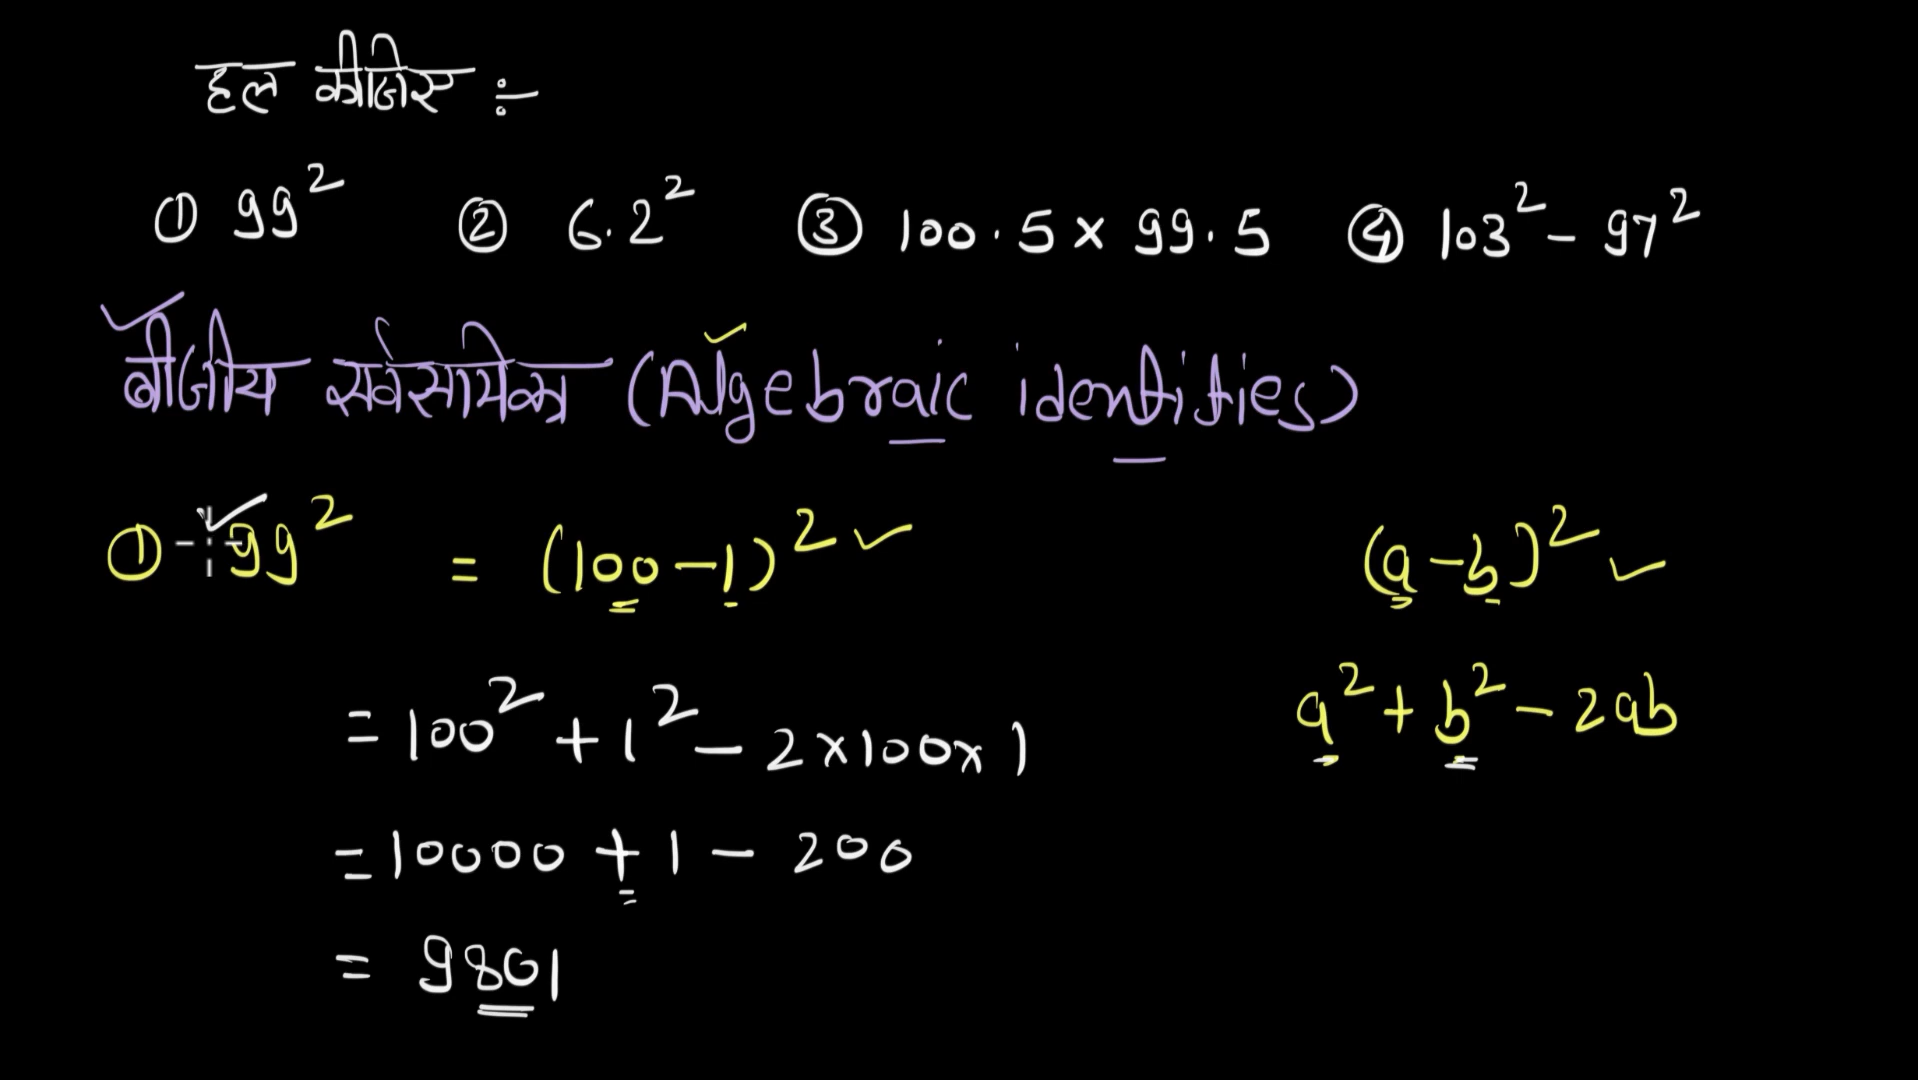 हल कीजिए :-
① 99² ② 6.2² ③ 100.5 × 99.5 ④ 103² - 97²
बीजीय सर्वसमिका (Algebraic identities)
① 99² = (100-1)² (a-b)²
= 100² + 1² - 2×100×1 a² + b² - 2ab
= 10000 + 1 - 200
= 9801